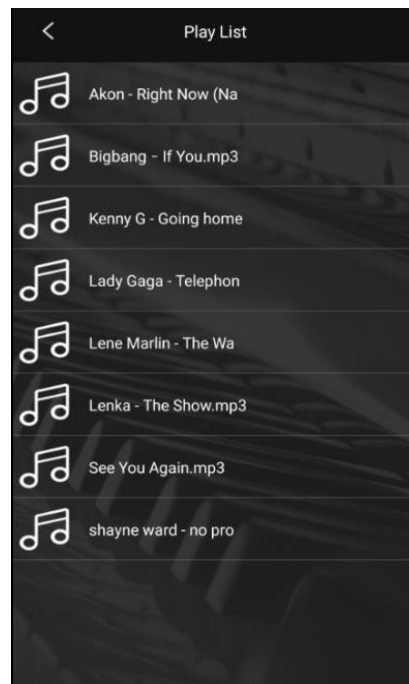 Play List
Akon - Right Now (Na
Bigbang - If You.mp3
Kenny G - Going home
Lady Gaga - Telephon
Lene Marlin - The Wa
Lenka - The Show.mp3
See You Again.mp3
shayne ward - no pro